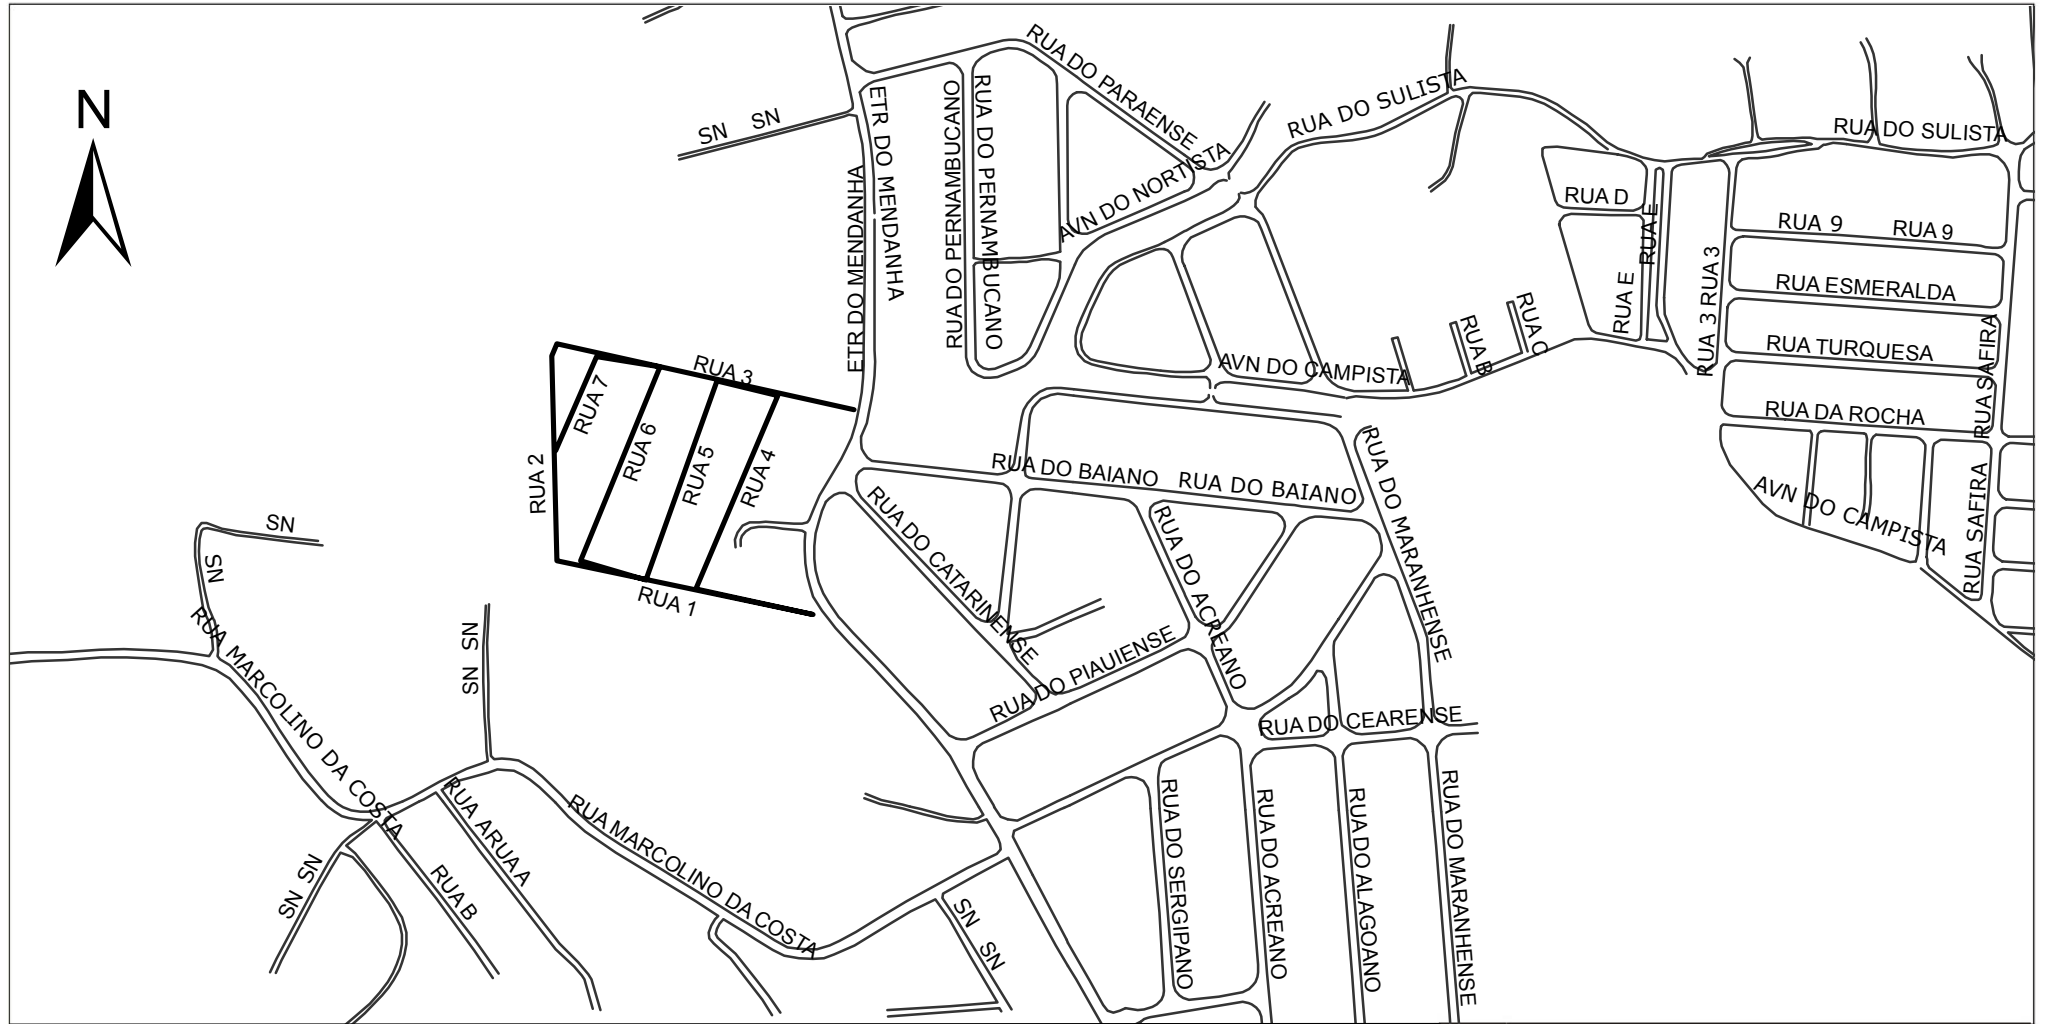 RUA DO PARAENSE
N
SN SN
RUA DO SULISTA
RUA DO SULISTA
ETR DO MENDANHA
ETR DO MENDANHA
RUA DO PERNAMBUCANO
RUA DO PERNAMBUCANO
AVN DO NORTISTA
RUA D
RUA E
RUA E
RUA 9 RUA 9
RUA 3 RUA 3
RUA ESMERALDA
RUA TURQUESA
RUA SAFIRA
RUA DA ROCHA
RUA C
RUA B
AVN DO CAMPISTA
RUA 3
RUA 7
RUA 6
RUA 5
RUA 4
RUA 2
RUA 1
RUA DO BAIANO RUA DO BAIANO
RUA DO MARANHENSE
AVN DO CAMPISTA
RUA SAFIRA
RUA DO CATARINENSE
RUA DO ACREANO
RUA DO PIAUIENSE
RUA DO CEARENSE
SN
SN
RUA MARCOLINO DA COSTA
SN SN
RUA ARUA A
RUA B
SN SN
RUA MARCOLINO DA COSTA
SN SN
RUA DO SERGIPANO
RUA DO ACREANO
RUA DO ALAGOANO
RUA DO MARANHENSE